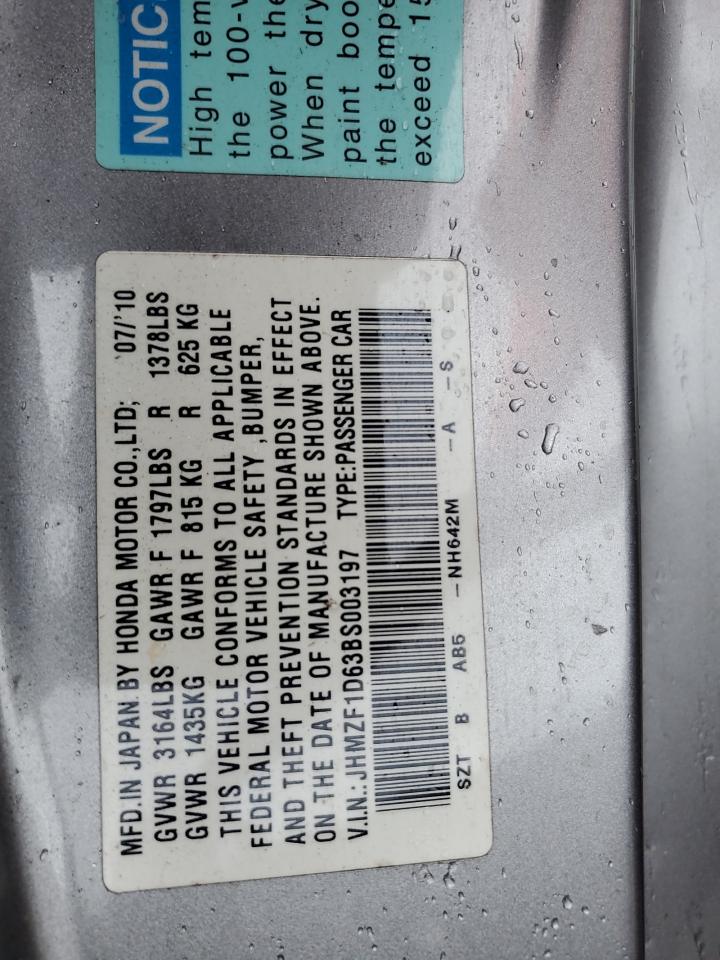 NOTIC
High tem
the 100-v
power the
When dry
paint boo
the tempe
exceed 15
MFD.IN JAPAN BY HONDA MOTOR CO.,LTD; 07/'10
GVWR 3164LBS GAWR F 1797LBS R 1378LBS
GVWR 1435KG GAWR F 815 KG R 625 KG
THIS VEHICLE CONFORMS TO ALL APPLICABLE
FEDERAL MOTOR VEHICLE SAFETY ,BUMPER,
AND THEFT PREVENTION STANDARDS IN EFFECT
ON THE DATE OF MANUFACTURE SHOWN ABOVE.
V.I.N.: JHMZF1D63BS003197 TYPE:PASSENGER CAR
SZT B AB5 -NH642M -A -S